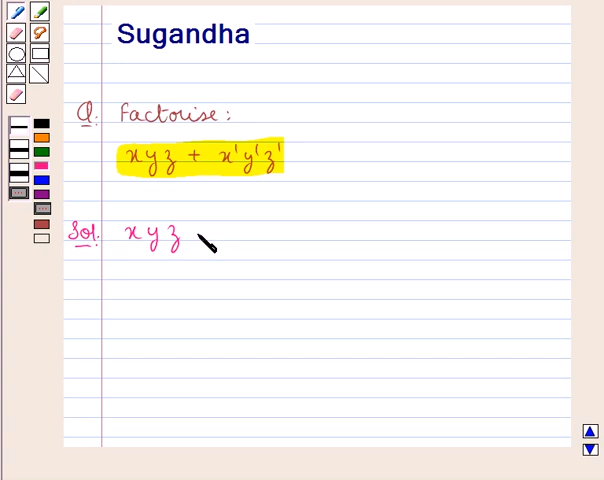 Sugandha
Q. Factorise:
xyz + x'y'z'
Sol. xyz